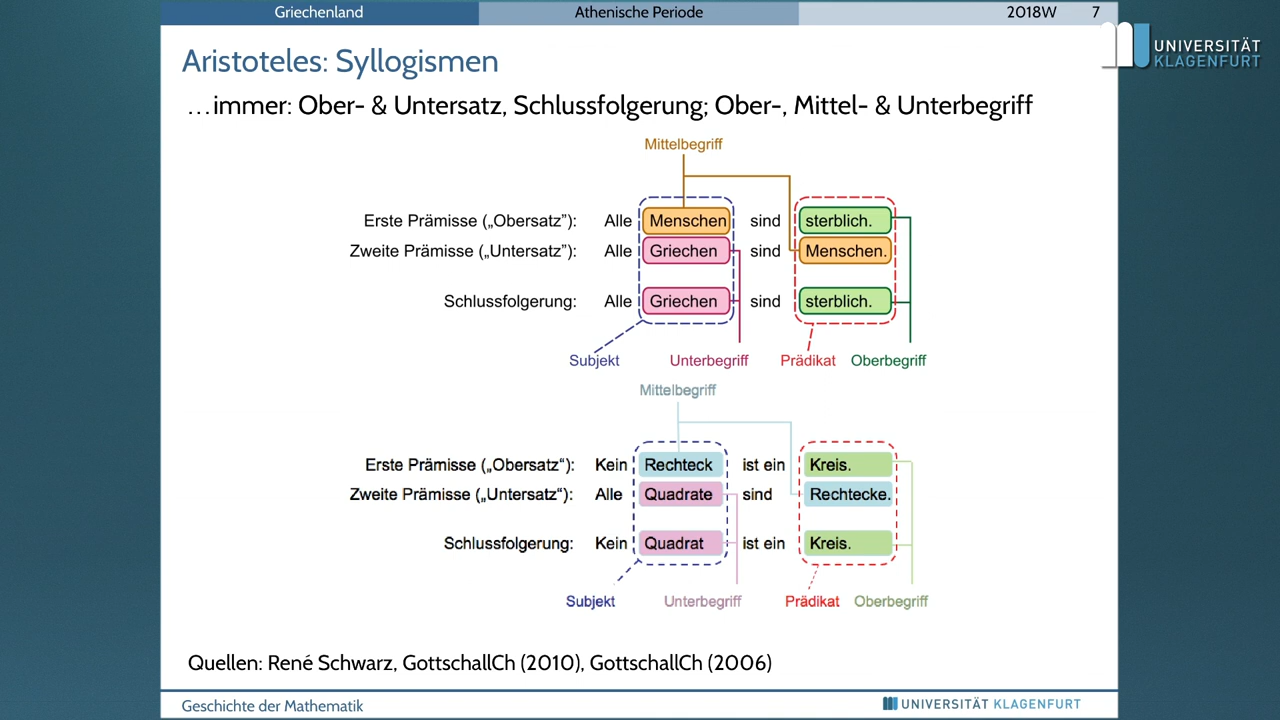 Griechenland Athenische Periode 2018W 7
UNIVERSITÄT
KLAGENFURT
Aristoteles: Syllogismen
…immer: Ober- & Untersatz, Schlussfolgerung; Ober-, Mittel- & Unterbegriff
Mittelbegriff
Erste Prämisse („Obersatz”): Alle Menschen sind sterblich.
Zweite Prämisse („Untersatz”): Alle Griechen sind Menschen.
Schlussfolgerung: Alle Griechen sind sterblich.
Subjekt Unterbegriff Prädikat Oberbegriff
Mittelbegriff
Erste Prämisse („Obersatz“): Kein Rechteck ist ein Kreis.
Zweite Prämisse („Untersatz“): Alle Quadrate sind Rechtecke.
Schlussfolgerung: Kein Quadrat ist ein Kreis.
Subjekt Unterbegriff Prädikat Oberbegriff
Quellen: René Schwarz, GottschallCh (2010), GottschallCh (2006)
Geschichte der Mathematik UNIVERSITÄT KLAGENFURT